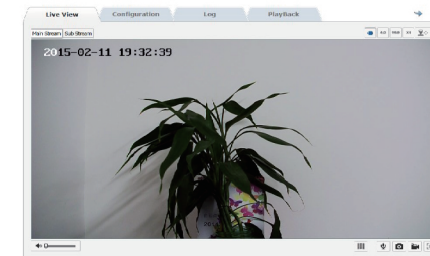 Live View Configuration Log PlayBack
Main Stream Sub Stream
2015-02-11 19:32:39